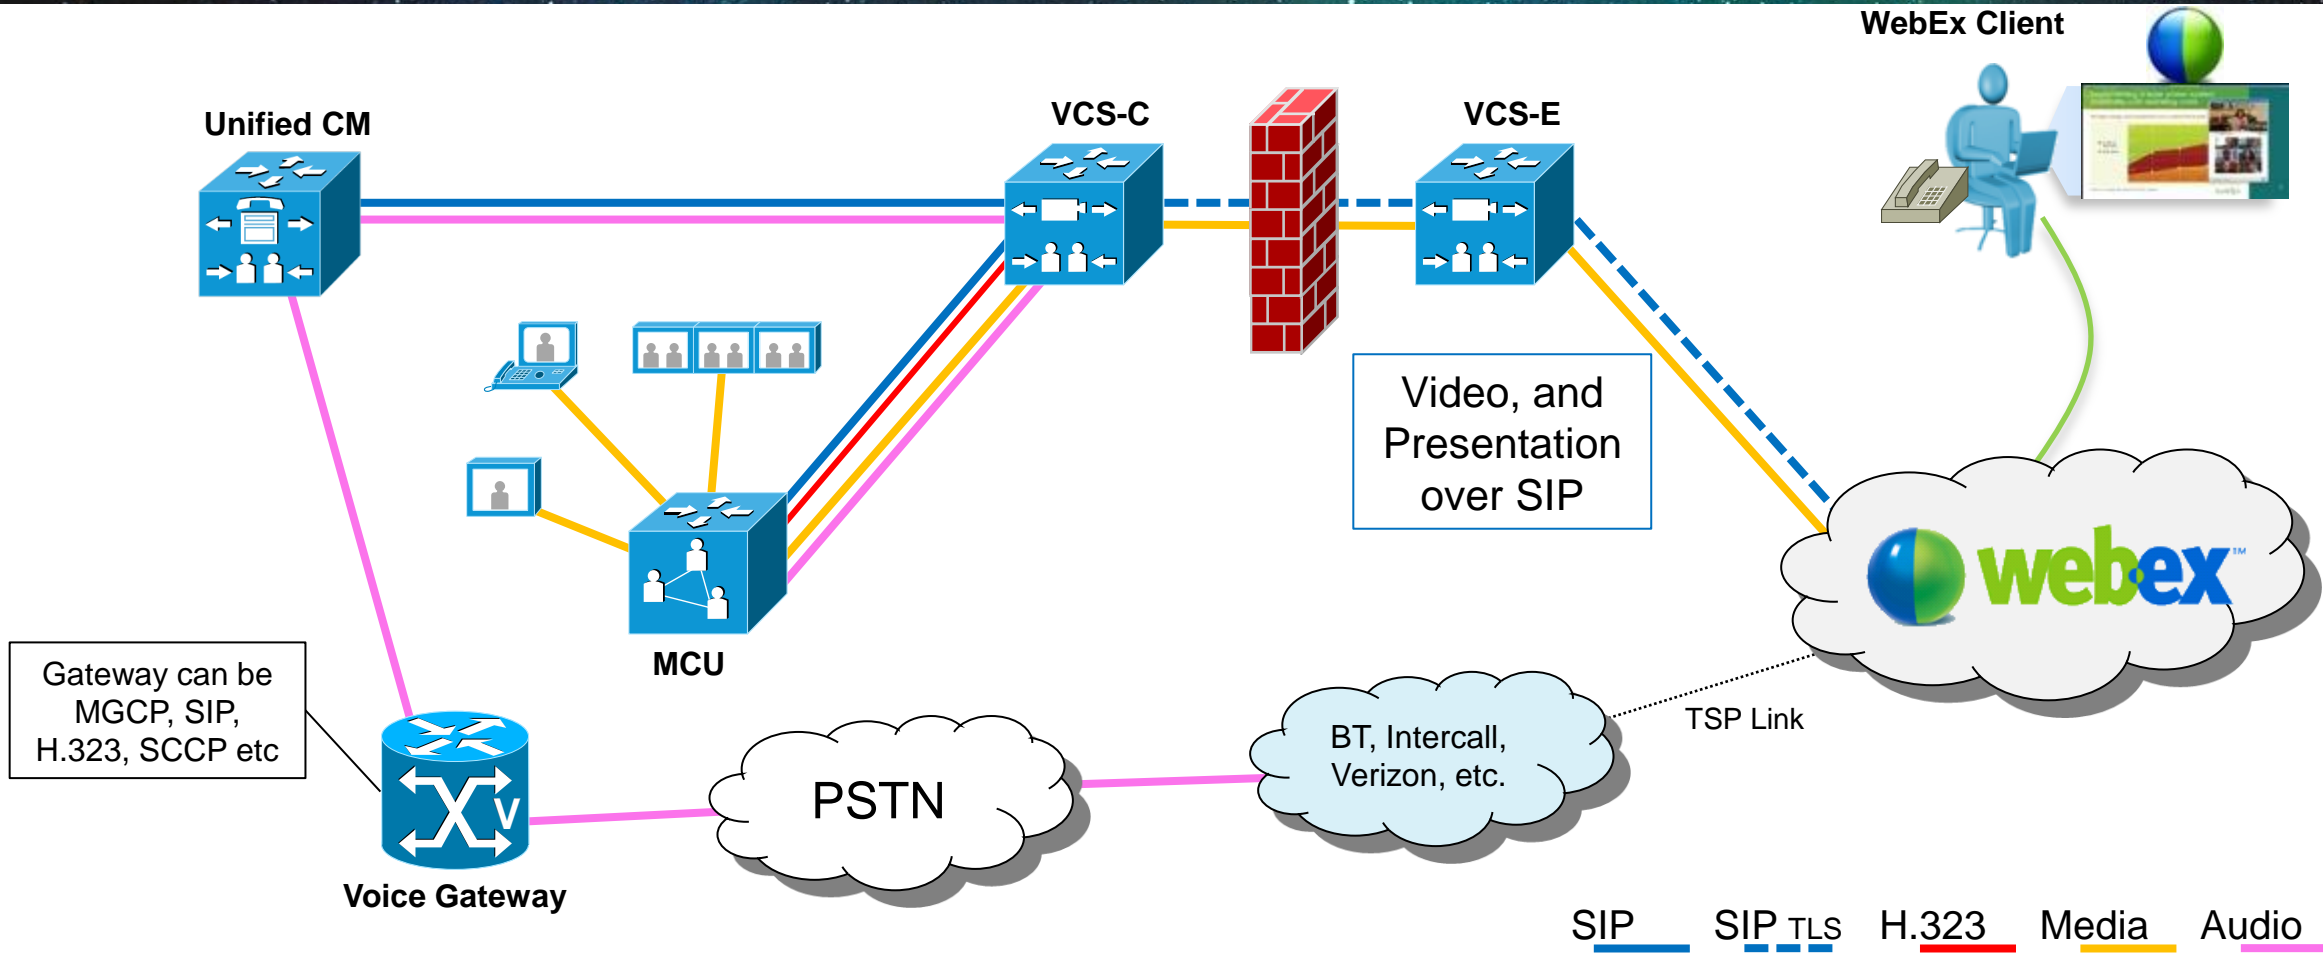 WebEx Client
Unified CM
VCS-C
VCS-E
Video, and
Presentation
over SIP
webex™
MCU
Gateway can be
MGCP, SIP,
H.323, SCCP etc
TSP Link
BT, Intercall,
Verizon, etc.
PSTN
V
Voice Gateway
SIP
SIP TLS
H.323
Media
Audio